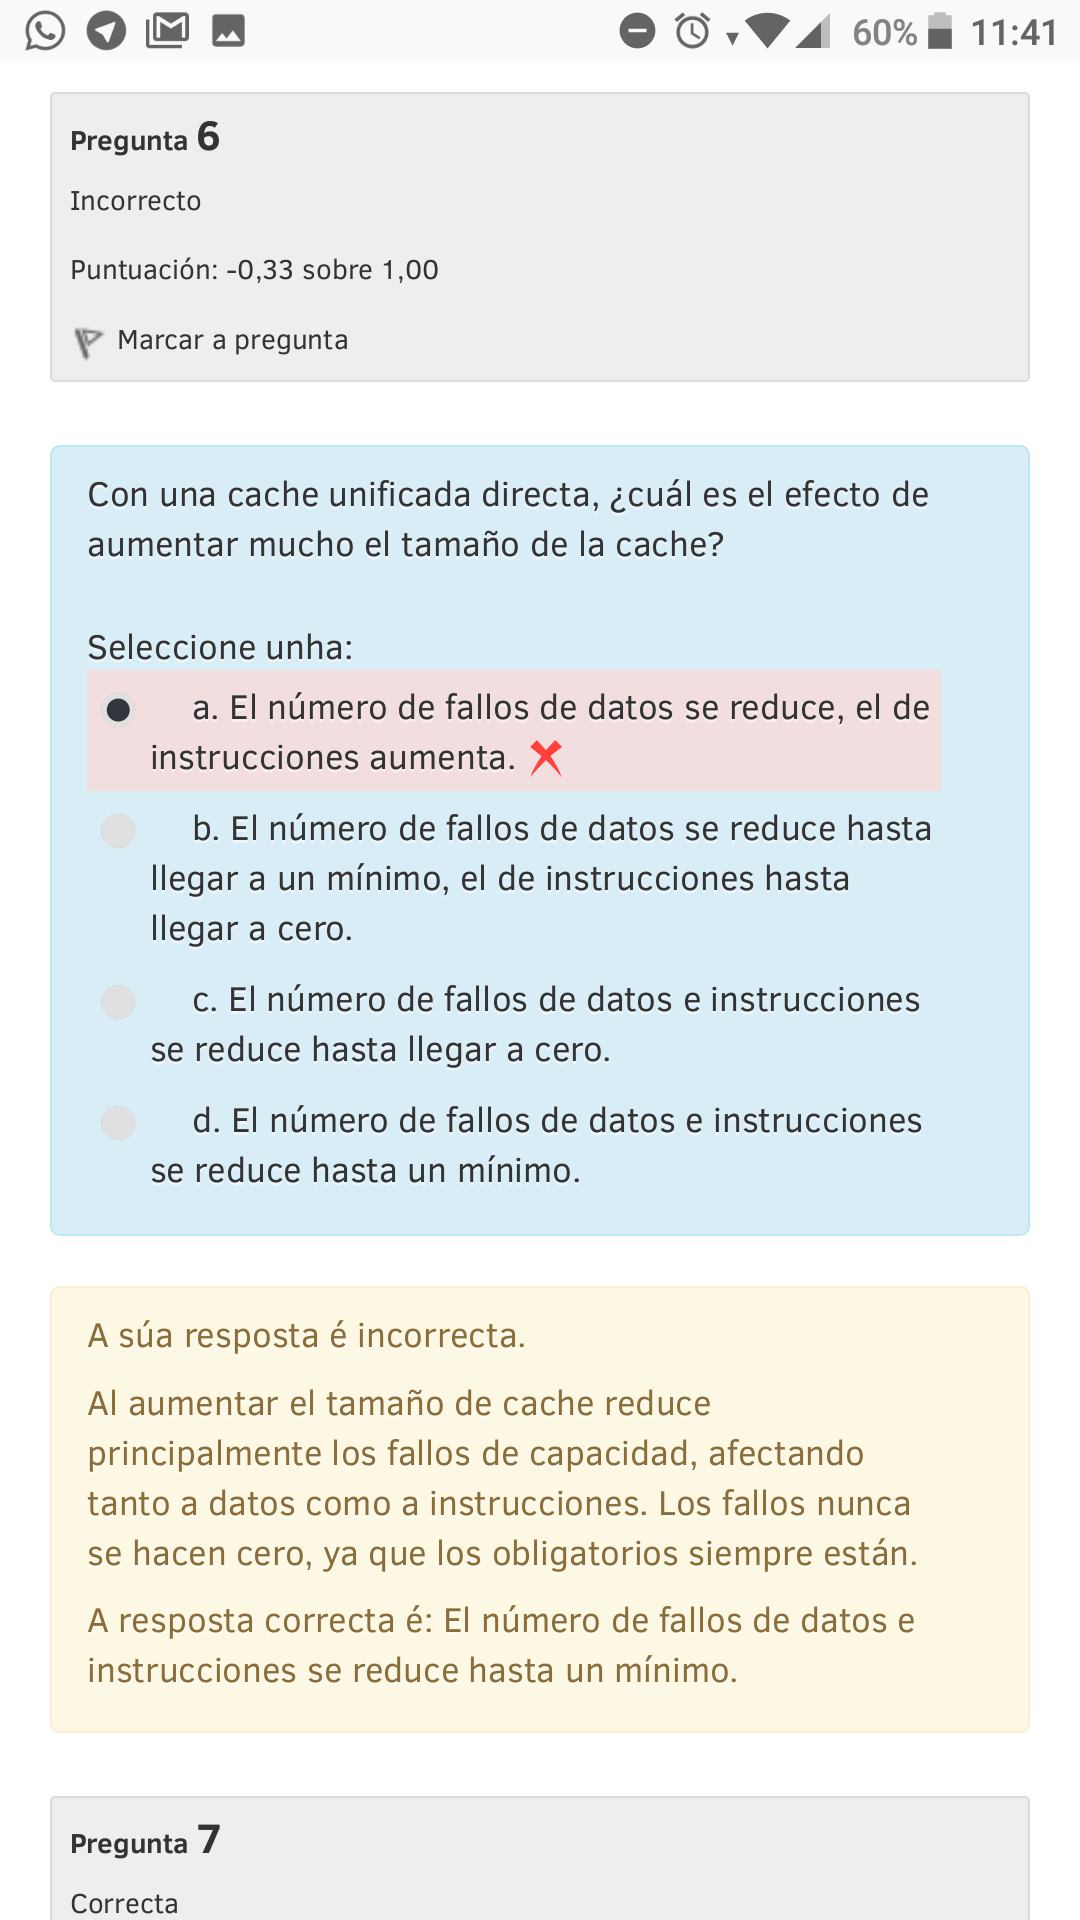 60% 11:41
Pregunta 6
Incorrecto
Puntuación: -0,33 sobre 1,00
Marcar a pregunta
Con una cache unificada directa, ¿cuál es el efecto de
aumentar mucho el tamaño de la cache?
Seleccione unha:
a. El número de fallos de datos se reduce, el de
instrucciones aumenta.
b. El número de fallos de datos se reduce hasta
llegar a un mínimo, el de instrucciones hasta
llegar a cero.
c. El número de fallos de datos e instrucciones
se reduce hasta llegar a cero.
d. El número de fallos de datos e instrucciones
se reduce hasta un mínimo.
A súa resposta é incorrecta.
Al aumentar el tamaño de cache reduce
principalmente los fallos de capacidad, afectando
tanto a datos como a instrucciones. Los fallos nunca
se hacen cero, ya que los obligatorios siempre están.
A resposta correcta é: El número de fallos de datos e
instrucciones se reduce hasta un mínimo.
Pregunta 7
Correcta